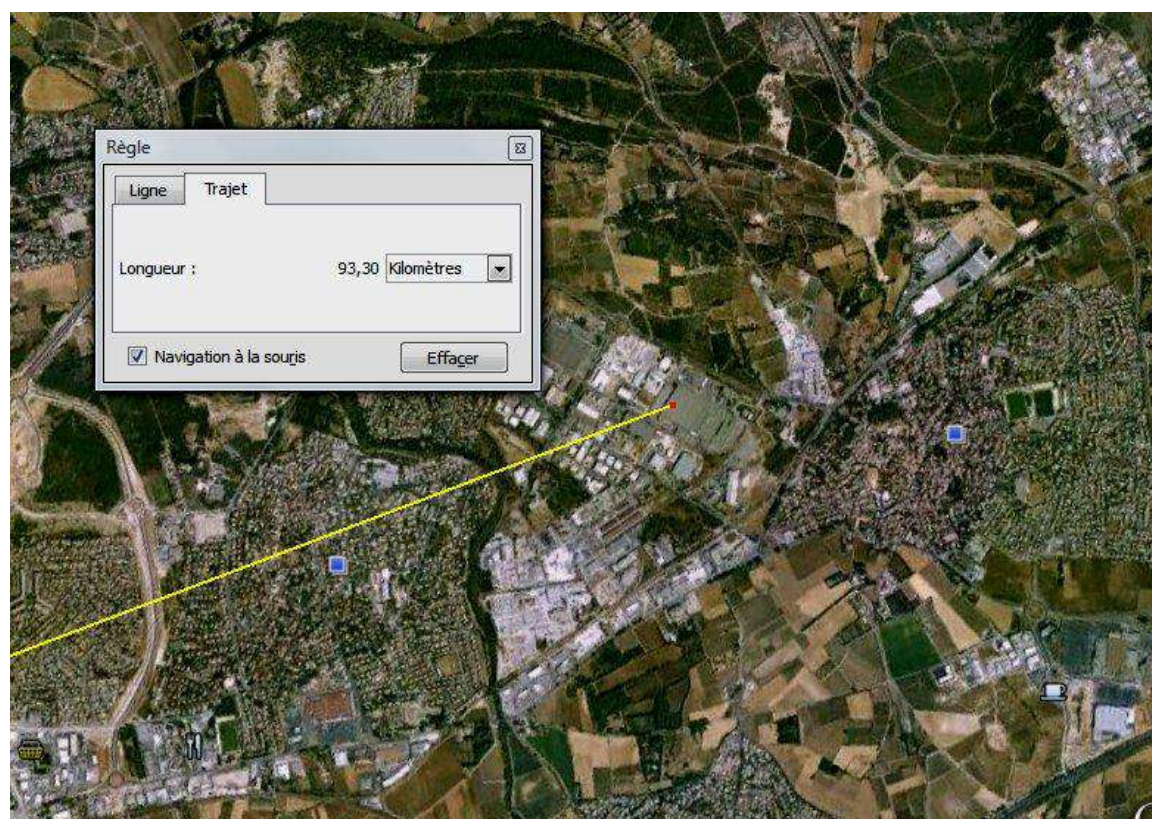 Règle
Ligne Trajet
Longueur : 93,30 Kilomètres
Navigation à la souris
Effacer